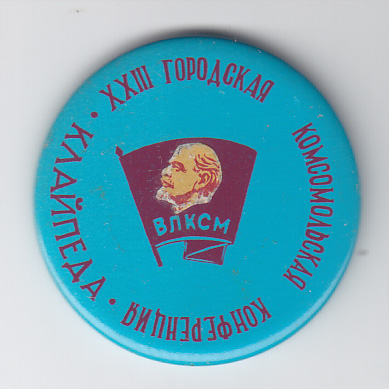 XXIII ГОРОДСКАЯ
КОМСОМОЛЬСКАЯ
КОНФЕРЕНЦИЯ
• КЛАЙПЕДА •
ВЛКСМ